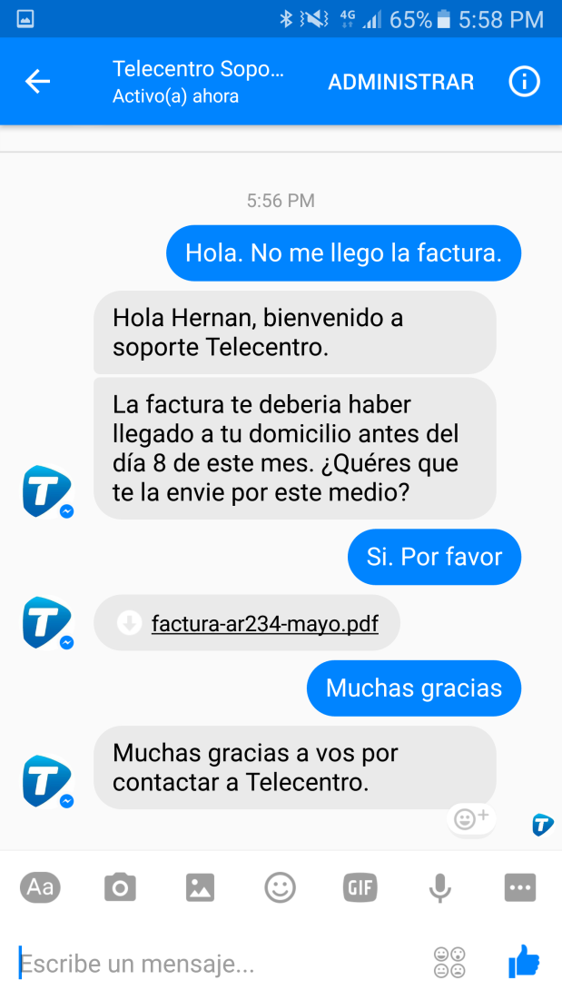 4G 65% 5:58 PM
Telecentro Sopo...
Activo(a) ahora
ADMINISTRAR
5:56 PM
Hola. No me llego la factura.
Hola Hernan, bienvenido a
soporte Telecentro.
La factura te deberia haber
llegado a tu domicilio antes del
día 8 de este mes. ¿Quéres que
te la envie por este medio?
Si. Por favor
factura-ar234-mayo.pdf
Muchas gracias
Muchas gracias a vos por
contactar a Telecentro.
Aa
GIF
Escribe un mensaje...